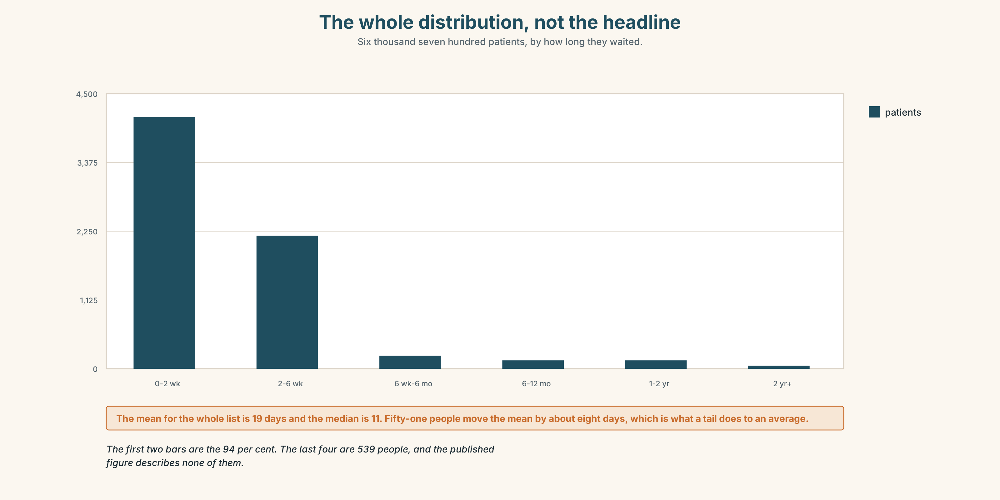 The whole distribution, not the headline
Six thousand seven hundred patients, by how long they waited.
4,500
3,375
2,250
1,125
0
patients
0-2 wk
2-6 wk
6 wk-6 mo
6-12 mo
1-2 yr
2 yr+
The mean for the whole list is 19 days and the median is 11. Fifty-one people move the mean by about eight days, which is what a tail does to an average.
The first two bars are the 94 per cent. The last four are 539 people, and the published
figure describes none of them.